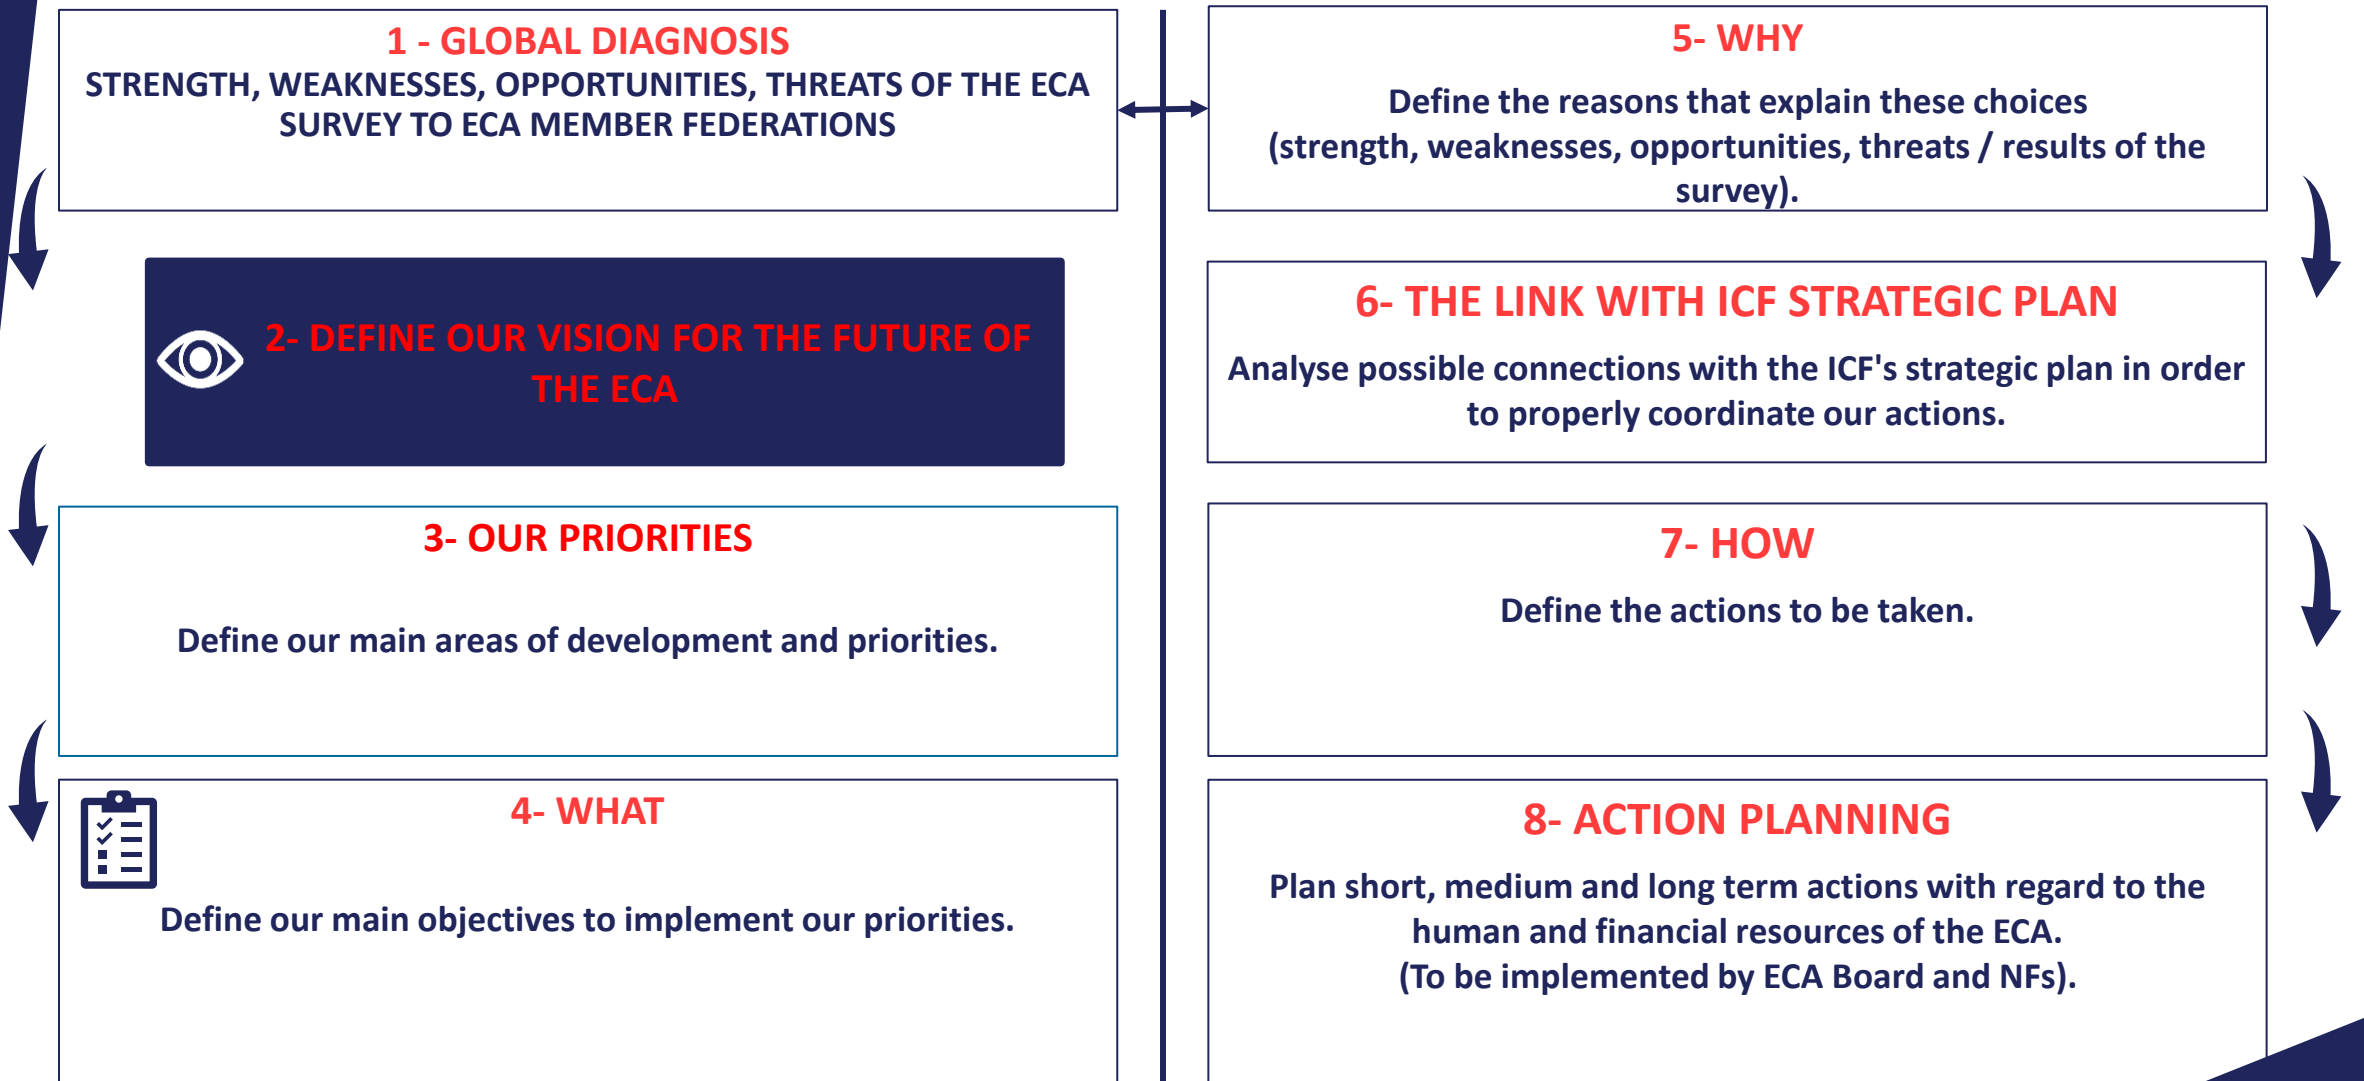 1 - GLOBAL DIAGNOSIS
STRENGTH, WEAKNESSES, OPPORTUNITIES, THREATS OF THE ECA
SURVEY TO ECA MEMBER FEDERATIONS
2- DEFINE OUR VISION FOR THE FUTURE OF
THE ECA
3- OUR PRIORITIES
Define our main areas of development and priorities.
4- WHAT
Define our main objectives to implement our priorities.
5- WHY
Define the reasons that explain these choices
(strength, weaknesses, opportunities, threats / results of the
survey).
6- THE LINK WITH ICF STRATEGIC PLAN
Analyse possible connections with the ICF's strategic plan in order
to properly coordinate our actions.
7- HOW
Define the actions to be taken.
8- ACTION PLANNING
Plan short, medium and long term actions with regard to the
human and financial resources of the ECA.
(To be implemented by ECA Board and NFs).